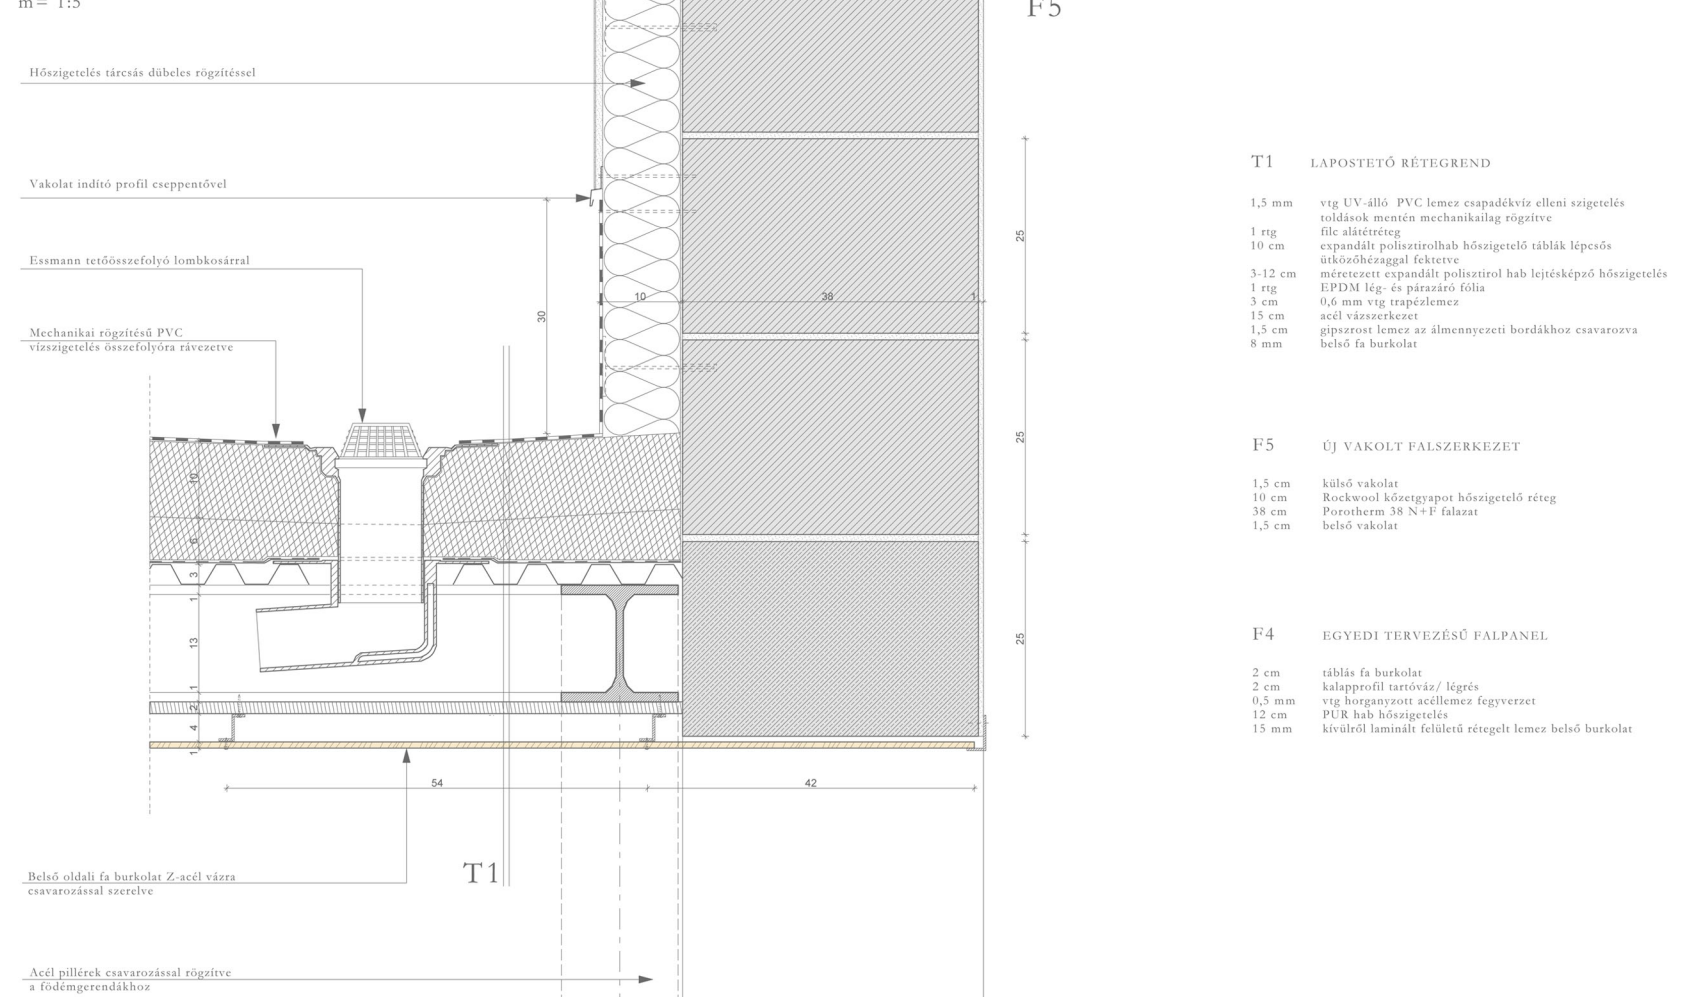 m= 1:5
F5
Hőszigetelés tárcsás dübeles rögzítéssel
Vakolat indító profil cseppentővel
Essmann tetőösszefolyó lombkosárral
Mechanikai rögzítésű PVC
vízszigetelés összefolyóra rávezetve
Belső oldali fa burkolat Z-acél vázra
csavarozással szerelve
Acél pillérek csavarozással rögzítve
a födémgerendákhoz
30
10
38
1
25
25
25
10
6
3
1
13
1
2
4
1
54
42
T1
T1 LAPOSTETŐ RÉTEGREND
1,5 mm vtg UV-álló PVC lemez csapadékvíz elleni szigetelés
toldások mentén mechanikailag rögzítve
1 rtg filc alátétréteg
10 cm expandált polisztirolhab hőszigetelő táblák lépcsős
ütközőhézaggal fektetve
3-12 cm méretezett expandált polisztirol hab lejtésképző hőszigetelés
1 rtg EPDM lég- és párazáró fólia
3 cm 0,6 mm vtg trapézlemez
15 cm acél vázszerkezet
1,5 cm gipszrost lemez az álmennyezeti bordákhoz csavarozva
8 mm belső fa burkolat
F5 ÚJ VAKOLT FALSZERKEZET
1,5 cm külső vakolat
10 cm Rockwool kőzetgyapot hőszigetelő réteg
38 cm Porotherm 38 N+F falazat
1,5 cm belső vakolat
F4 EGYEDI TERVEZÉSŰ FALPANEL
2 cm táblás fa burkolat
2 cm kalapprofil tartóváz/ légrés
0,5 mm vtg horganyzott acéllemez fegyverzet
12 cm PUR hab hőszigetelés
15 mm kívülről laminált felületű rétegelt lemez belső burkolat